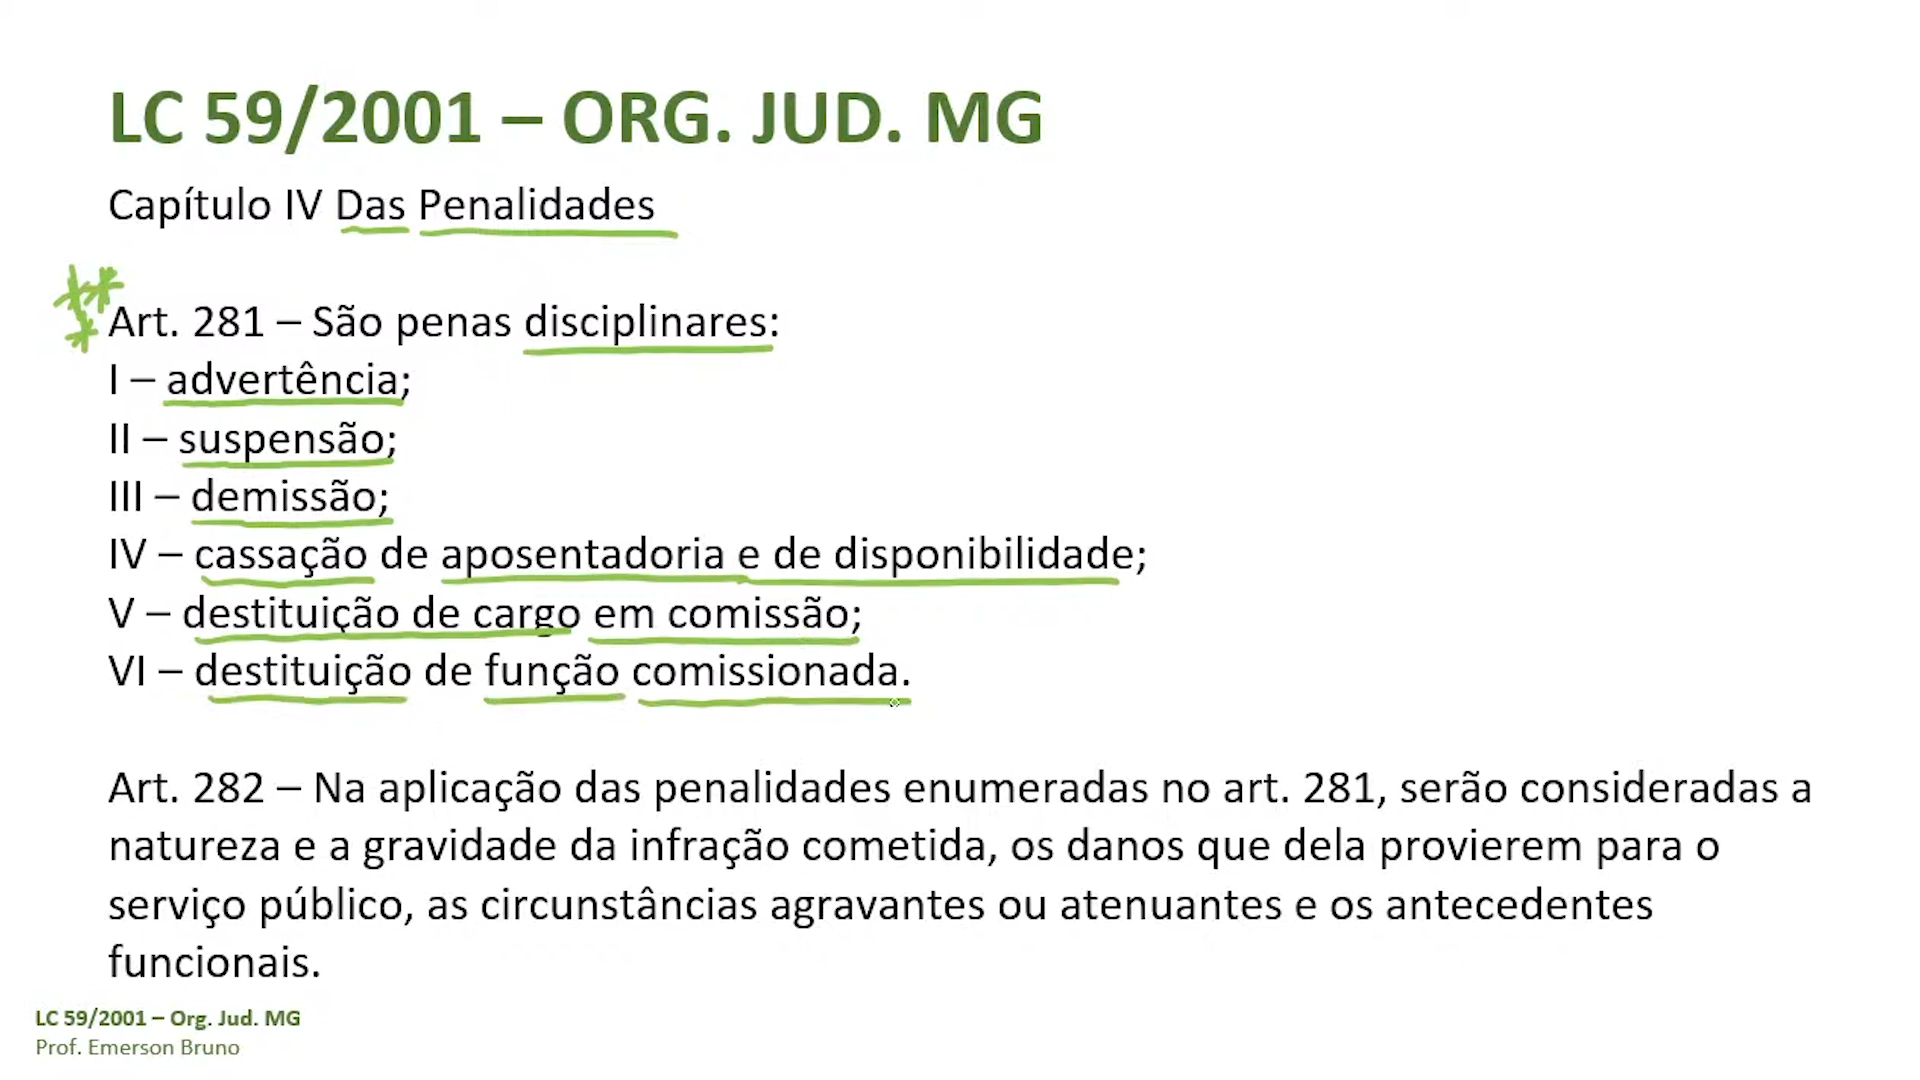 LC 59/2001 – ORG. JUD. MG
Capítulo IV Das Penalidades
Art. 281 – São penas disciplinares:
I – advertência;
II – suspensão;
III – demissão;
IV – cassação de aposentadoria e de disponibilidade;
V – destituição de cargo em comissão;
VI – destituição de função comissionada.
Art. 282 – Na aplicação das penalidades enumeradas no art. 281, serão consideradas a
natureza e a gravidade da infração cometida, os danos que dela provierem para o
serviço público, as circunstâncias agravantes ou atenuantes e os antecedentes
funcionais.
LC 59/2001 – Org. Jud. MG
Prof. Emerson Bruno